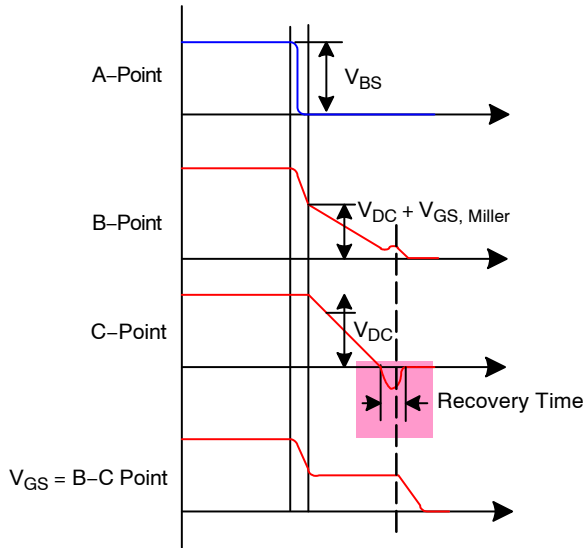 A–Point
V_BS
B–Point
V_DC + V_GS, Miller
C–Point
V_DC
Recovery Time
V_GS = B–C Point